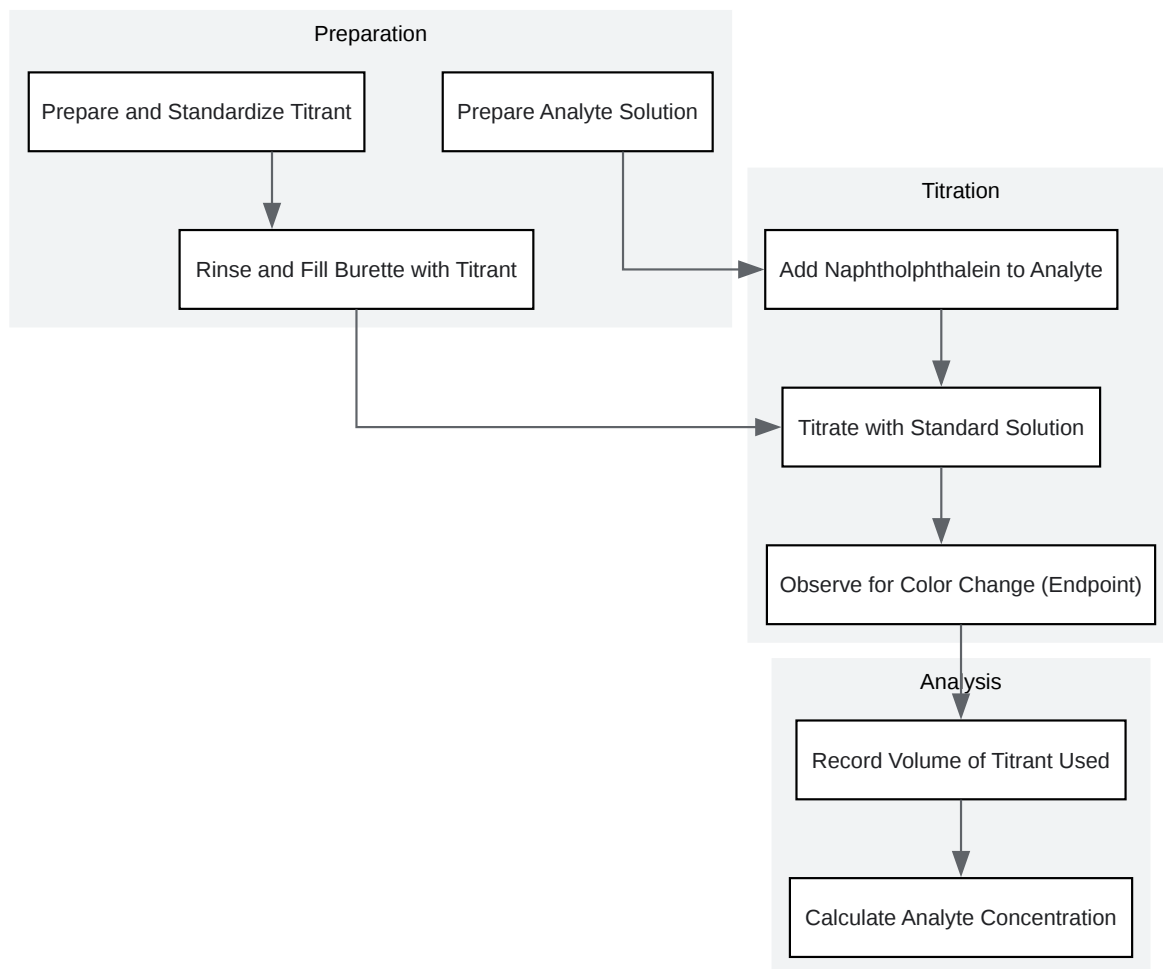 Preparation
Prepare and Standardize Titrant
Prepare Analyte Solution
Rinse and Fill Burette with Titrant
Titration
Add Naphtholphthalein to Analyte
Titrate with Standard Solution
Observe for Color Change (Endpoint)
Analysis
Record Volume of Titrant Used
Calculate Analyte Concentration